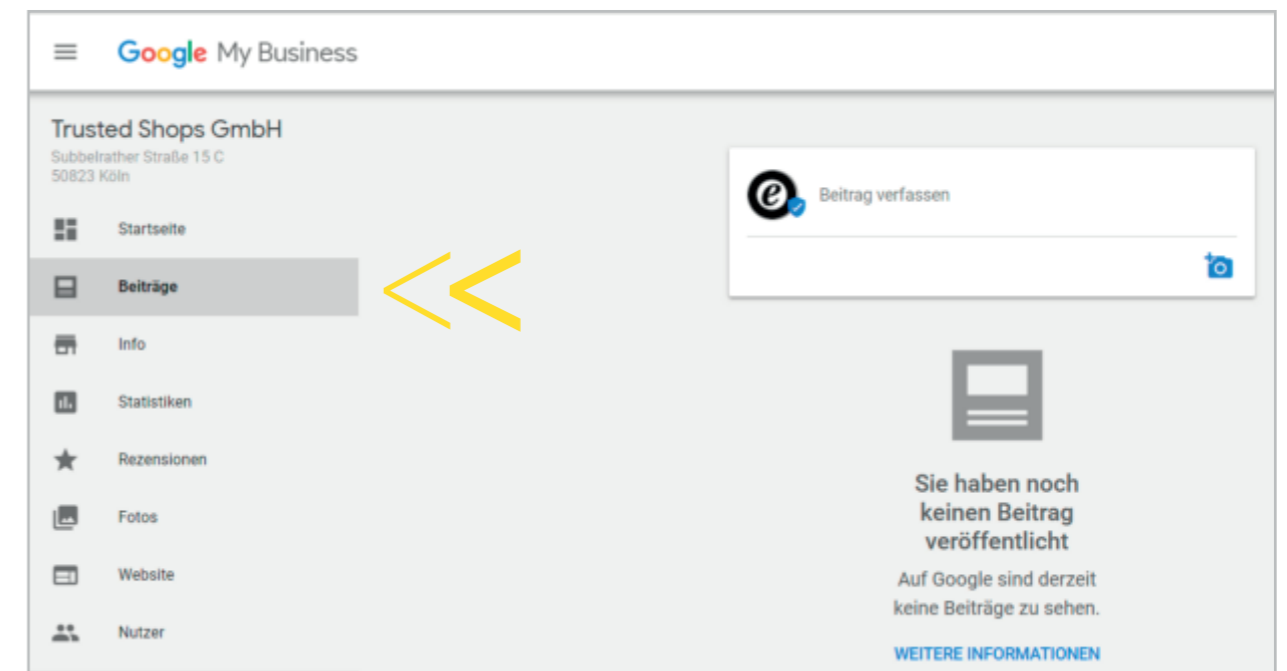 Google My Business
Trusted Shops GmbH
Subbelrather Straße 15 C
50823 Köln
Startseite
Beiträge
Info
Statistiken
Rezensionen
Fotos
Website
Nutzer
e
Beitrag verfassen
Sie haben noch
keinen Beitrag
veröffentlicht
Auf Google sind derzeit
keine Beiträge zu sehen.
WEITERE INFORMATIONEN